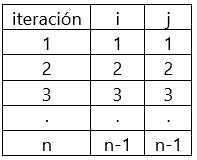 iteración i j
1 1 1
2 2 2
3 3 3
. . .
n n-1 n-1